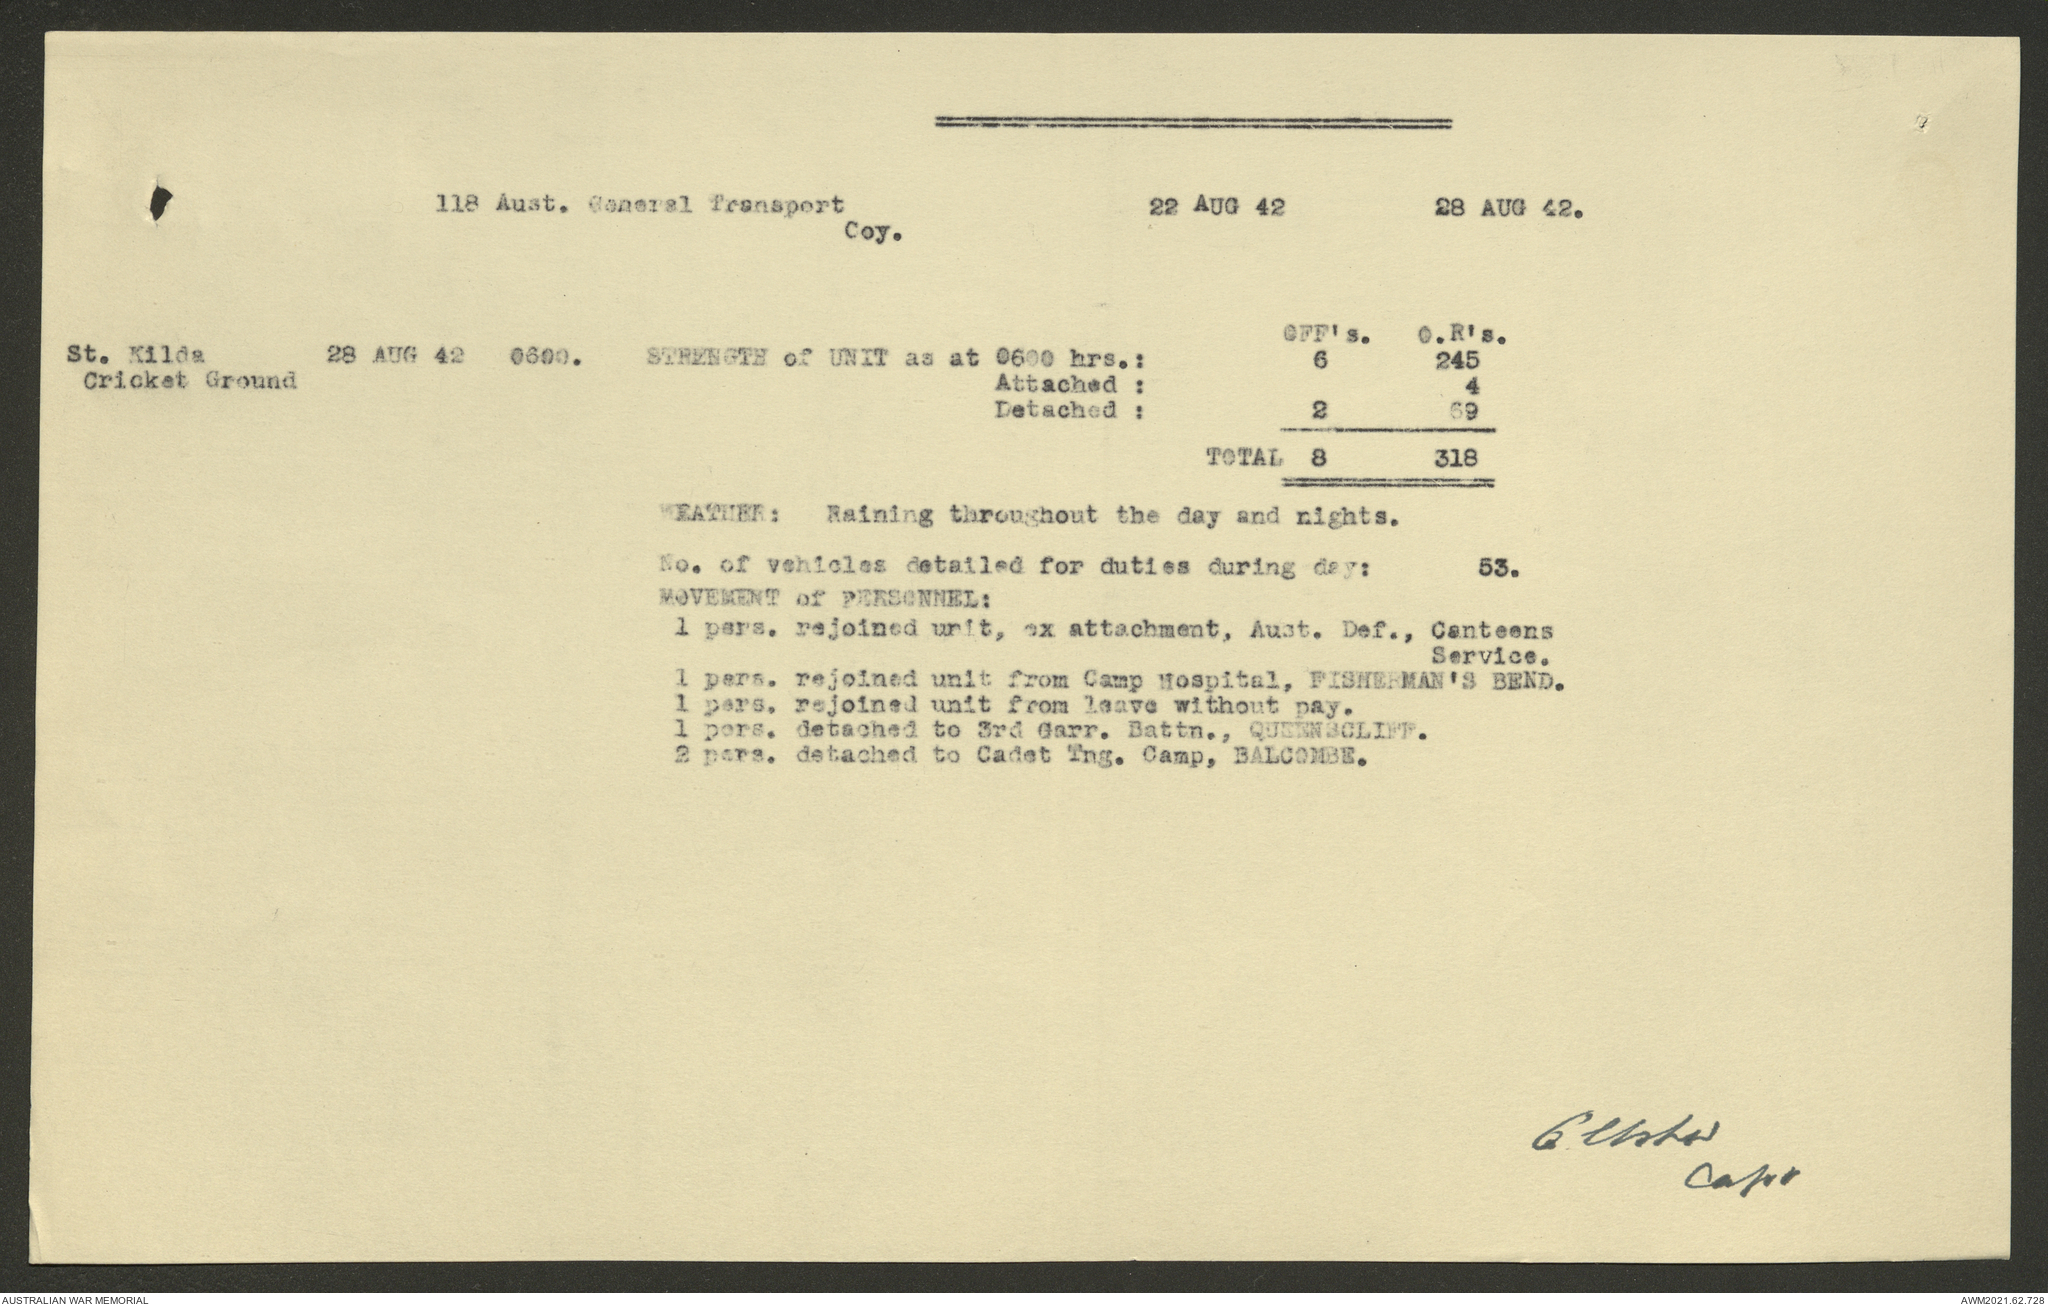 118 Aust. General Transport 22 AUG 42 28 AUG 42.
Coy.
OFF's. O.R's.
St. Kilda 28 AUG 42 0600. STRENGTH of UNIT as at 0600 hrs.: 6 245
Cricket Ground Attached : 4
Detached : 2 69
TOTAL 8 318
WEATHER: Raining throughout the day and nights.
No. of vehicles detailed for duties during day: 53.
MOVEMENT of PERSONNEL:
1 pers. rejoined unit, ex attachment, Aust. Def., Canteens
Service.
1 pers. rejoined unit from Camp Hospital, FISHERMAN'S BEND.
1 pers. rejoined unit from leave without pay.
1 pers. detached to 3rd Garr. Battn., QUEENSCLIFF.
2 pers. detached to Cadet Tng. Camp, BALCOMBE.
Capt
AUSTRALIAN WAR MEMORIAL AWM2021.62.728